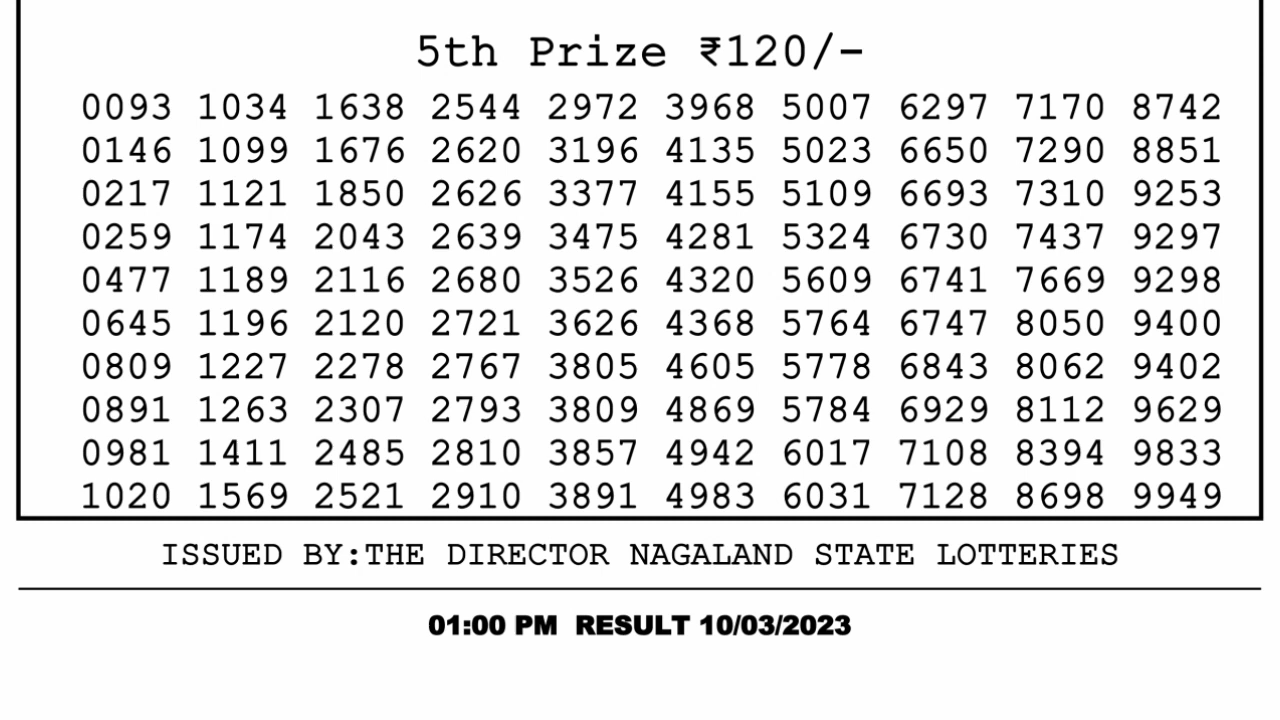 5th Prize ₹120/-
0093 1034 1638 2544 2972 3968 5007 6297 7170 8742
0146 1099 1676 2620 3196 4135 5023 6650 7290 8851
0217 1121 1850 2626 3377 4155 5109 6693 7310 9253
0259 1174 2043 2639 3475 4281 5324 6730 7437 9297
0477 1189 2116 2680 3526 4320 5609 6741 7669 9298
0645 1196 2120 2721 3626 4368 5764 6747 8050 9400
0809 1227 2278 2767 3805 4605 5778 6843 8062 9402
0891 1263 2307 2793 3809 4869 5784 6929 8112 9629
0981 1411 2485 2810 3857 4942 6017 7108 8394 9833
1020 1569 2521 2910 3891 4983 6031 7128 8698 9949
ISSUED BY:THE DIRECTOR NAGALAND STATE LOTTERIES
01:00 PM RESULT 10/03/2023